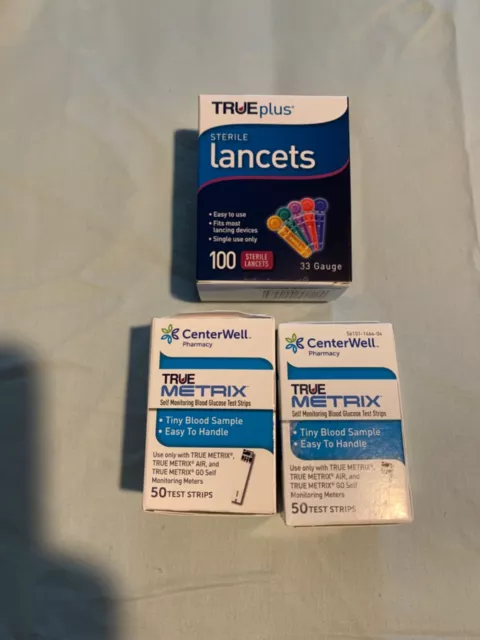 TRUEplus®
STERILE
lancets
• Easy to use
• Fits most
lancing devices
• Single use only
100 STERILE
LANCETS
33 Gauge
CenterWell™
Pharmacy
TRUE
METRIX®
Self Monitoring Blood Glucose Test Strips
• Tiny Blood Sample
• Easy To Handle
Use only with TRUE METRIX®,
TRUE METRIX® AIR, and
TRUE METRIX® GO Self
Monitoring Meters
50 TEST STRIPS
CenterWell™
Pharmacy
TRUE
METRIX®
Self Monitoring Blood Glucose Test Strips
• Tiny Blood Sample
• Easy To Handle
Use only with TRUE METRIX®,
TRUE METRIX® AIR, and
TRUE METRIX® GO Self
Monitoring Meters
50 TEST STRIPS